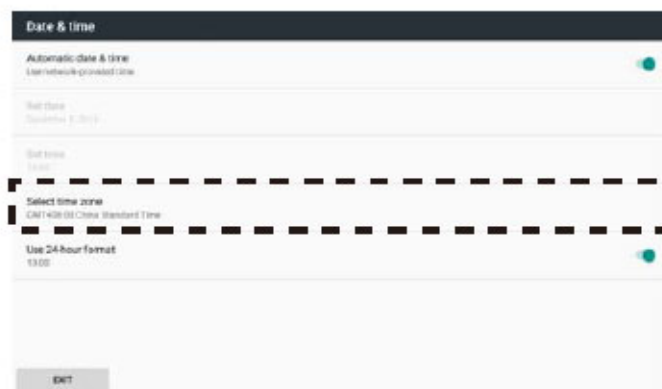 Date & time
Automatic date & time
Use network-provided time
Set date
Set time
Select time zone
GMT+08:00 China Standard Time
Use 24-hour format
13:00
EXIT